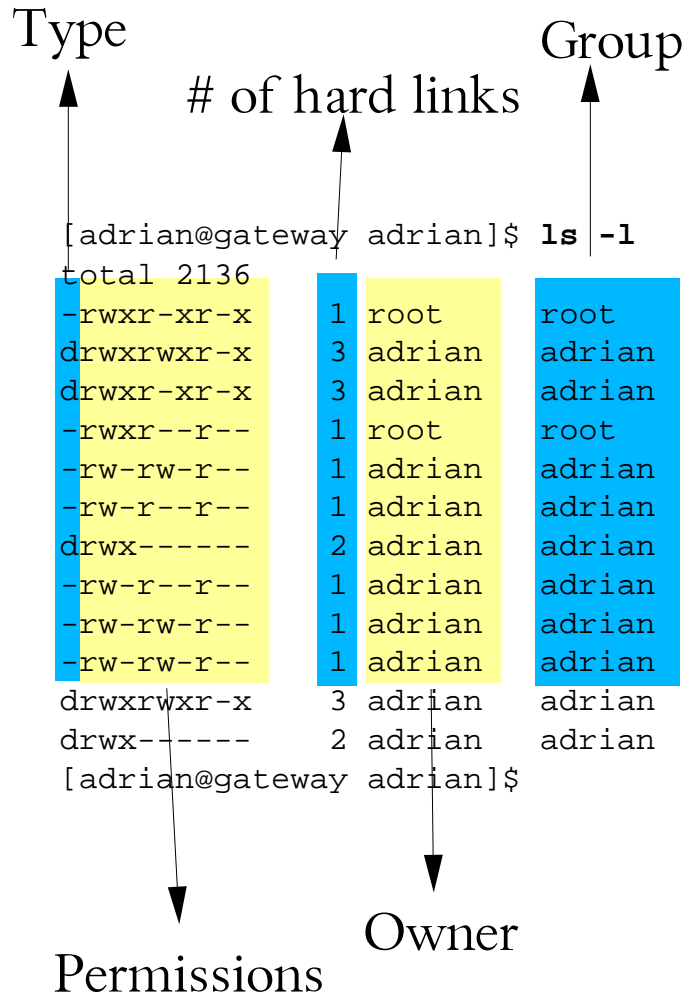 Type
Group
# of hard links
[adrian@gateway adrian]$ ls -l
total 2136
-rwxr-xr-x 1 root root
drwxrwxr-x 3 adrian adrian
drwxr-xr-x 3 adrian adrian
-rwxr--r-- 1 root root
-rw-rw-r-- 1 adrian adrian
-rw-r--r-- 1 adrian adrian
drwx------ 2 adrian adrian
-rw-r--r-- 1 adrian adrian
-rw-rw-r-- 1 adrian adrian
-rw-rw-r-- 1 adrian adrian
drwxrwxr-x 3 adrian adrian
drwx------ 2 adrian adrian
[adrian@gateway adrian]$
Owner
Permissions